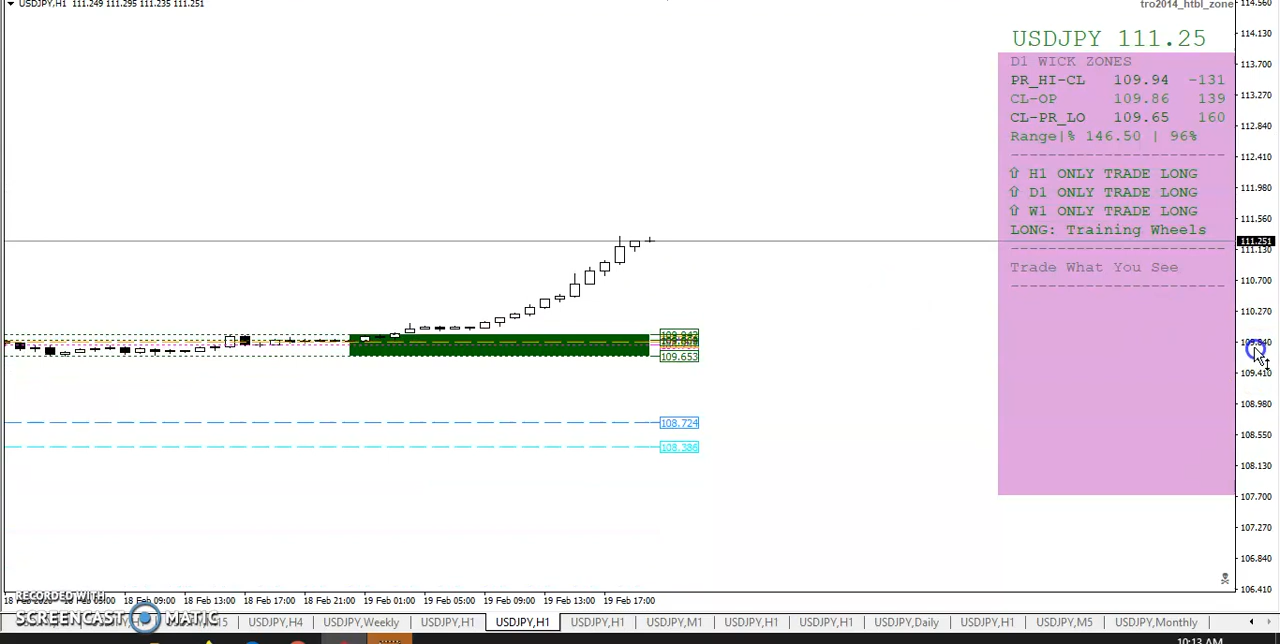 USDJPY,H1 111.249 111.295 111.235 111.251
tro2014_htbl_zone
USDJPY 111.25
D1 WICK ZONES
PR_HI-CL 109.94 -131
CL-OP 109.86 139
CL-PR_LO 109.65 160
Range|% 146.50 | 96%
⇧ H1 ONLY TRADE LONG
⇧ D1 ONLY TRADE LONG
⇧ W1 ONLY TRADE LONG
LONG: Training Wheels
Trade What You See
114.560
114.130
113.700
113.270
112.840
112.410
111.980
111.560
111.251
111.130
110.700
110.270
109.840
109.410
108.980
108.550
108.130
107.700
107.270
106.840
106.410
109.653
108.724
108.386
18 Feb 09:00 18 Feb 13:00 18 Feb 17:00 18 Feb 21:00 19 Feb 01:00 19 Feb 05:00 19 Feb 09:00 19 Feb 13:00 19 Feb 17:00
RECORDED WITH
SCREENCAST MATIC
USDJPY,H4 USDJPY,Weekly USDJPY,H1 USDJPY,H1 USDJPY,H1 USDJPY,M1 USDJPY,H1 USDJPY,H1 USDJPY,Daily USDJPY,H1 USDJPY,M5 USDJPY,Monthly
10:13 AM